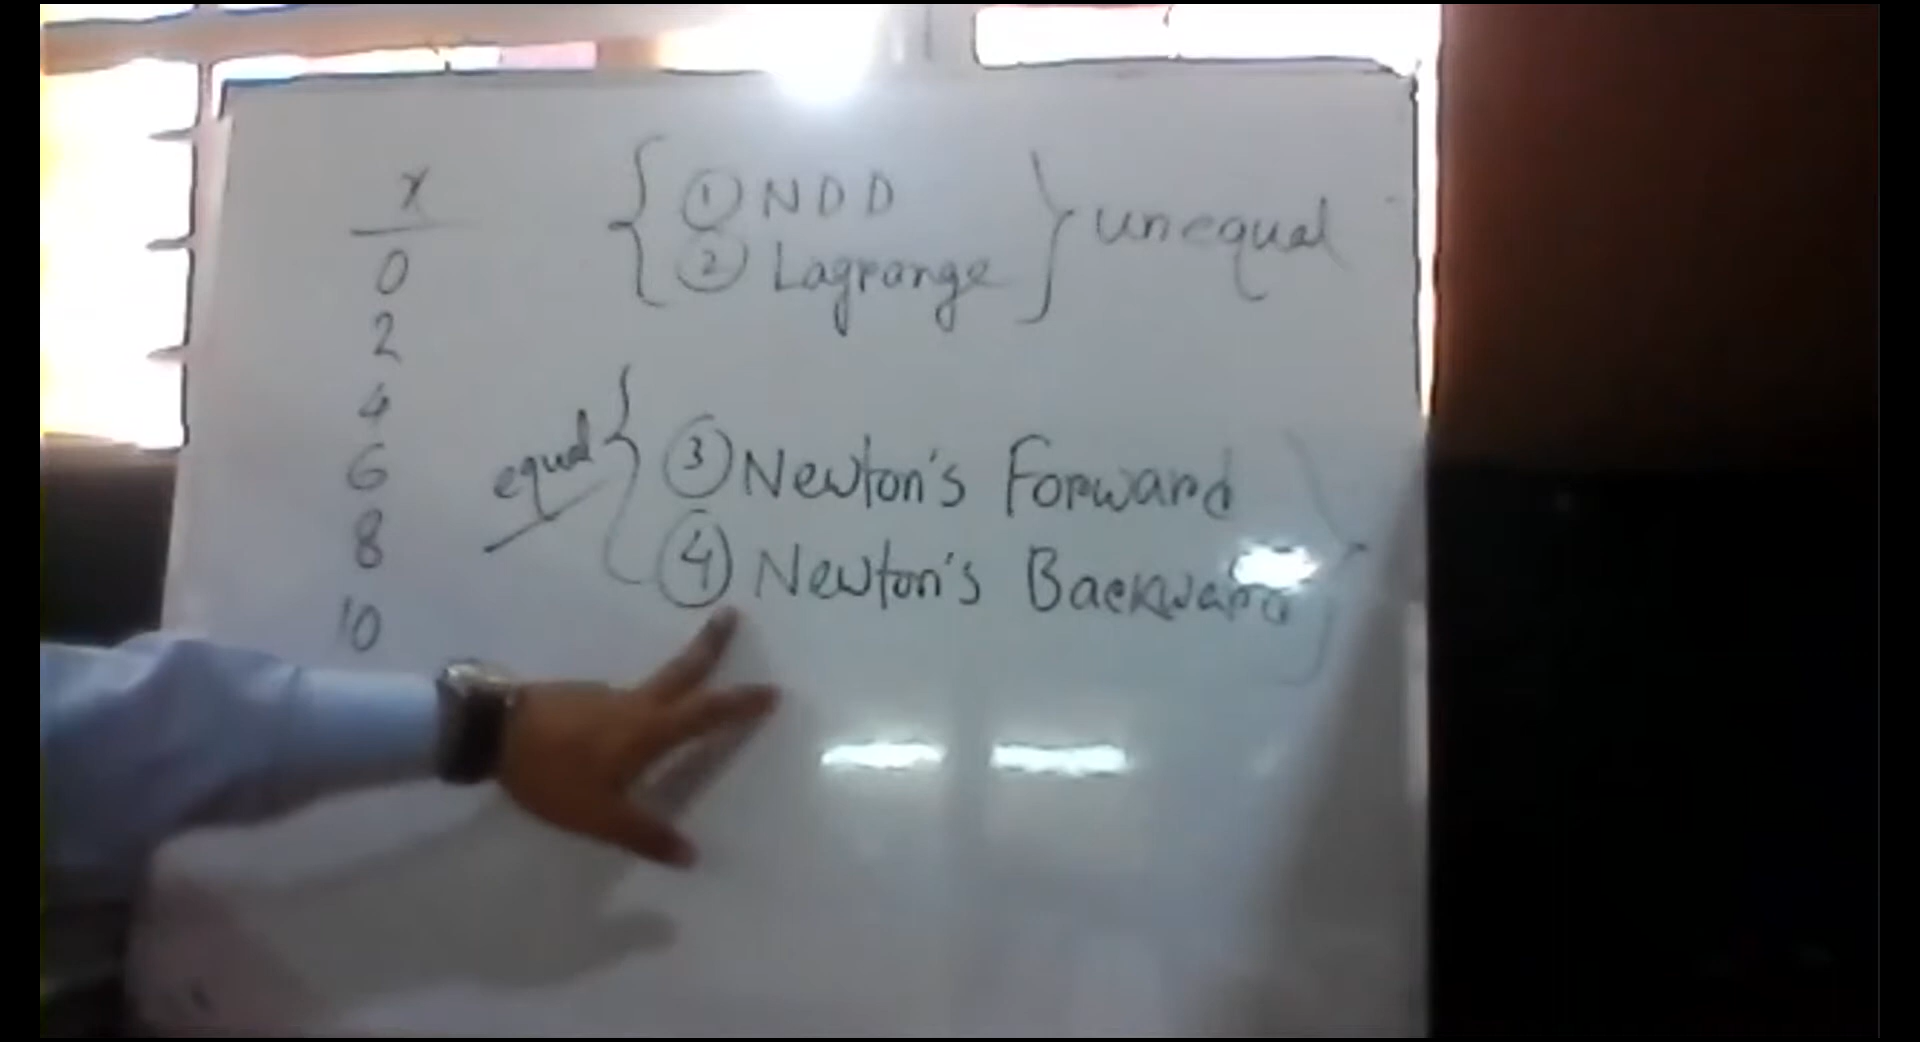 x
0
2
4
6
8
10
① NDD
② Lagrange
unequal
equal
③ Newton's Forward
④ Newton's Backward